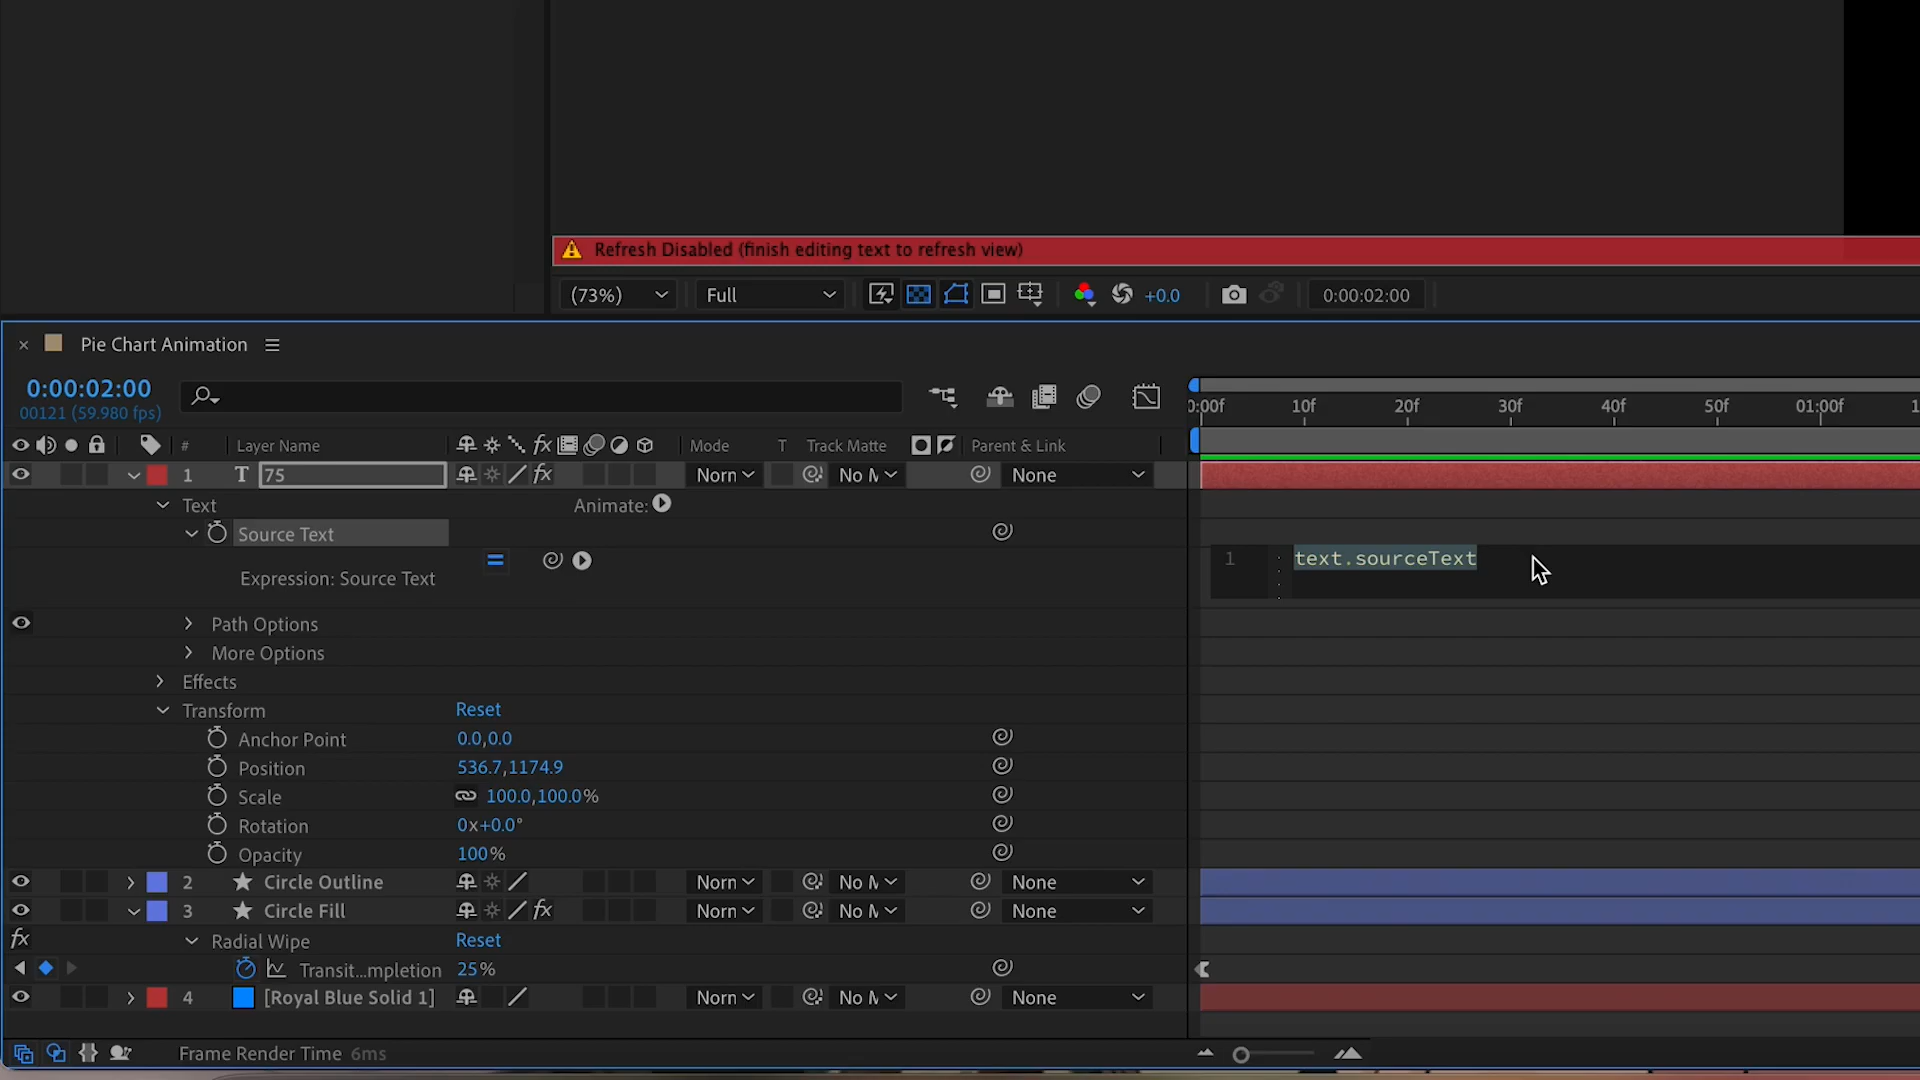 Refresh Disabled (finish editing text to refresh view)
(73%) Full +0.0 0:00:02:00
× Pie Chart Animation
0:00:02:00
00121 (59.980 fps)
0:00f 10f 20f 30f 40f 50f 01:00f 1
# Layer Name fx Mode T Track Matte Parent & Link
1 T 75 fx Norn No M None
Text Animate:
Source Text
1 text.sourceText
Expression: Source Text
Path Options
More Options
Effects
Transform Reset
Anchor Point 0.0,0.0
Position 536.7,1174.9
Scale 100.0,100.0%
Rotation 0x+0.0°
Opacity 100%
2 Circle Outline Norn No M None
3 Circle Fill fx Norn No M None
fx Radial Wipe Reset
Transit...mpletion 25%
4 [Royal Blue Solid 1] Norn No M None
Frame Render Time 6ms